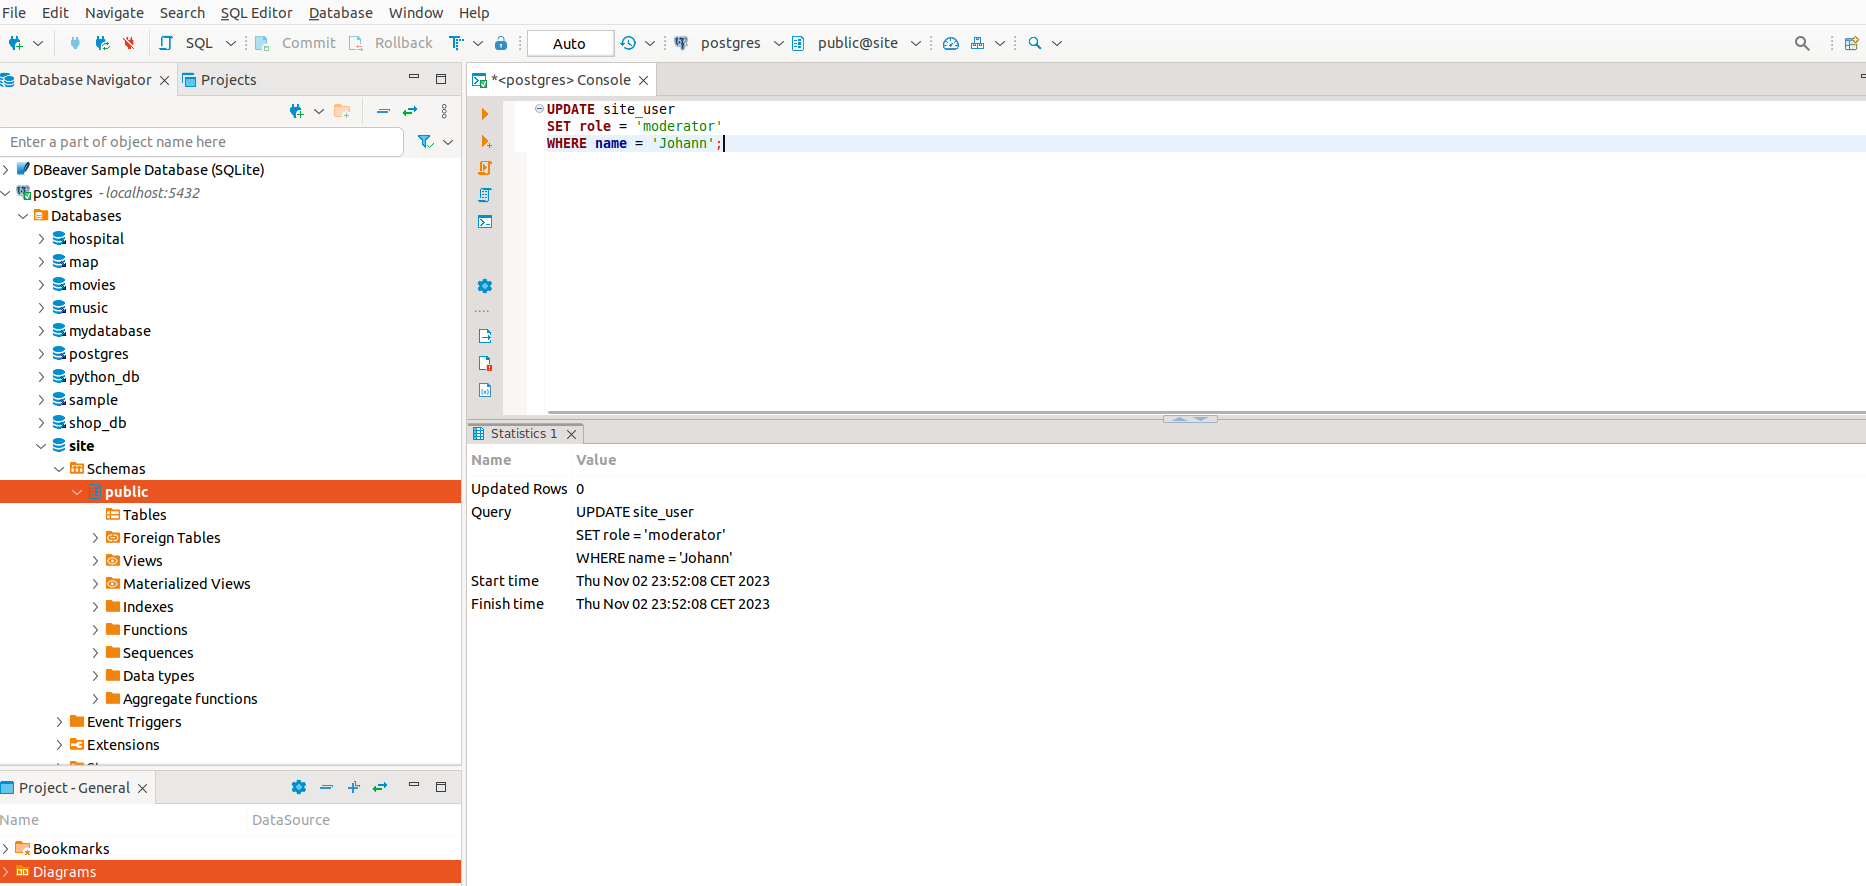 File Edit Navigate Search SQL Editor Database Window Help
SQL Commit Rollback Auto postgres public@site
Database Navigator Projects
Enter a part of object name here
DBeaver Sample Database (SQLite)
postgres - localhost:5432
Databases
hospital
map
movies
music
mydatabase
postgres
python_db
sample
shop_db
site
Schemas
public
Tables
Foreign Tables
Views
Materialized Views
Indexes
Functions
Sequences
Data types
Aggregate functions
Event Triggers
Extensions
Project - General
Name DataSource
Bookmarks
Diagrams
*<postgres> Console
UPDATE site_user
SET role = 'moderator'
WHERE name = 'Johann';
Statistics 1
Name Value
Updated Rows 0
Query UPDATE site_user
SET role = 'moderator'
WHERE name = 'Johann'
Start time Thu Nov 02 23:52:08 CET 2023
Finish time Thu Nov 02 23:52:08 CET 2023